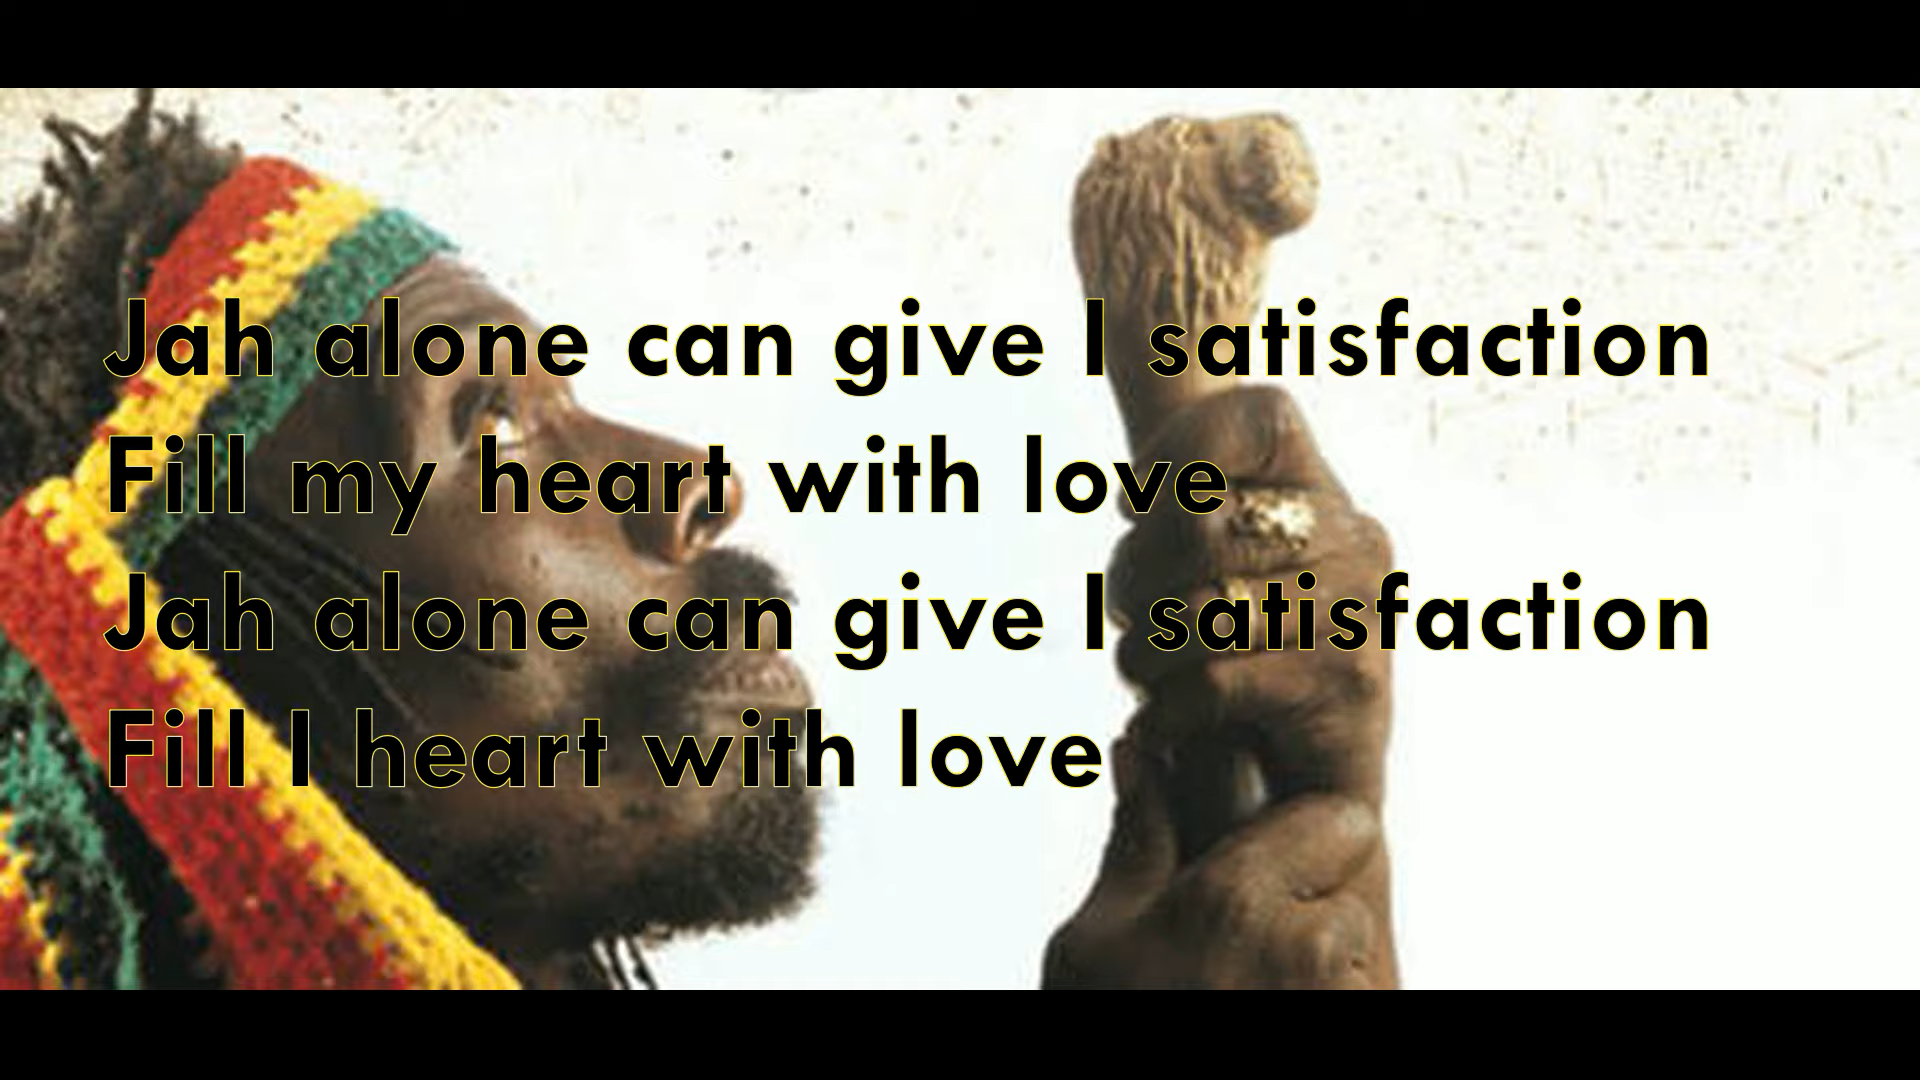 Jah alone can give I satisfaction
Fill my heart with love
Jah alone can give I satisfaction
Fill I heart with love